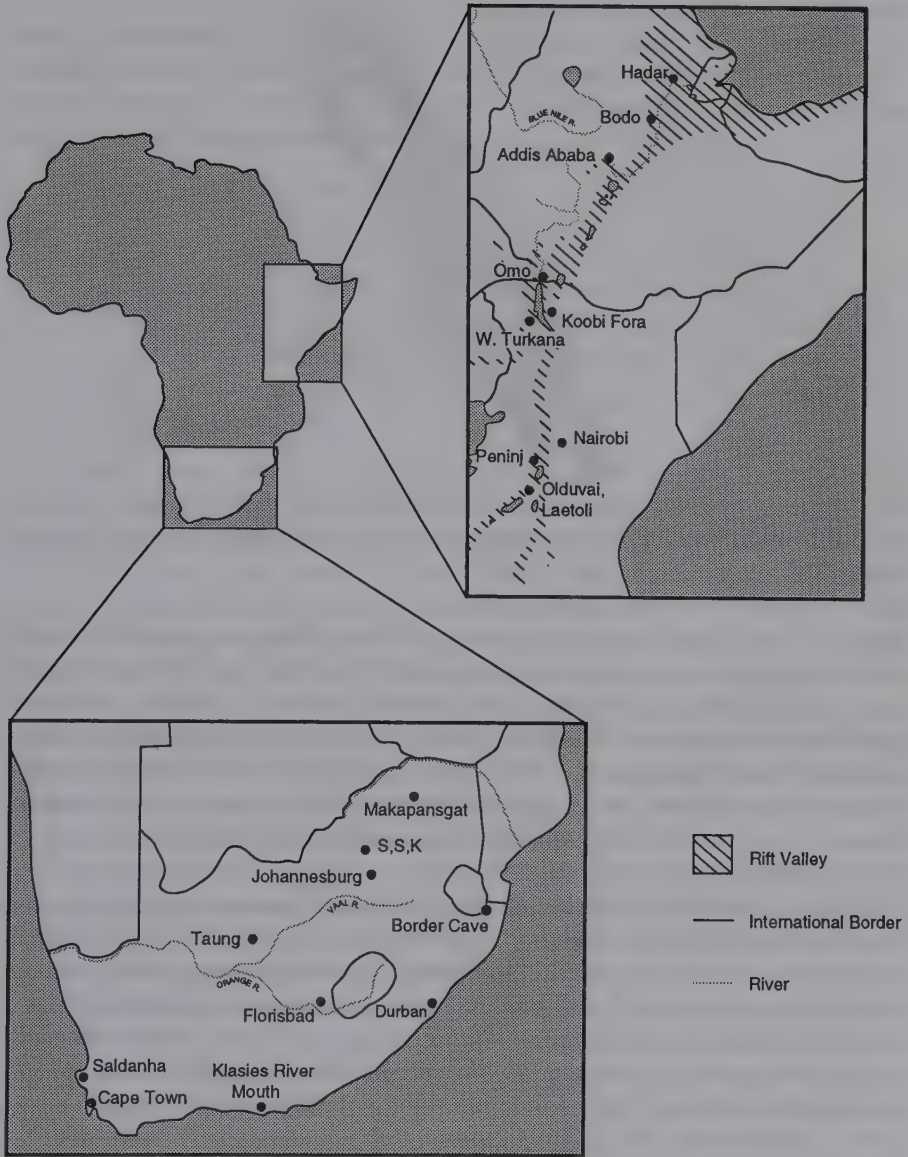 Hadar
BLUE NILE R.
Bodo
Addis Ababa
Omo
Koobi Fora
W. Turkana
Nairobi
Peninj
Olduvai,
Laetoli
Makapansgat
S,S,K
Johannesburg
VAAL R.
Border Cave
Taung
ORANGE R.
Florisbad
Durban
Saldanha
Klasies River
Mouth
Cape Town
Rift Valley
International Border
River